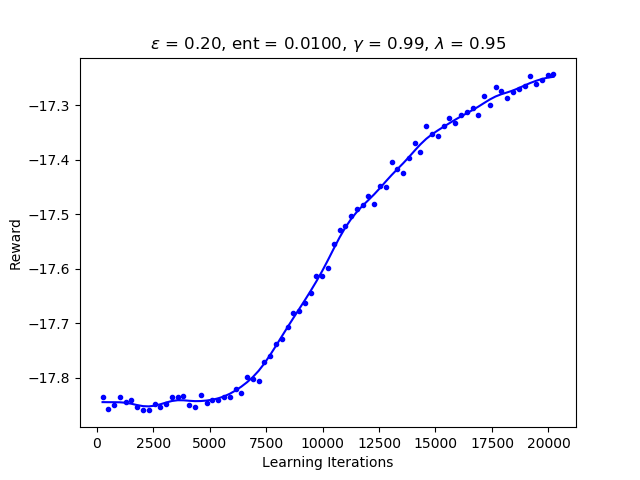 ε = 0.20, ent = 0.0100, γ = 0.99, λ = 0.95
−17.3
−17.4
−17.5
−17.6
−17.7
−17.8
Reward
0 2500 5000 7500 10000 12500 15000 17500 20000
Learning Iterations